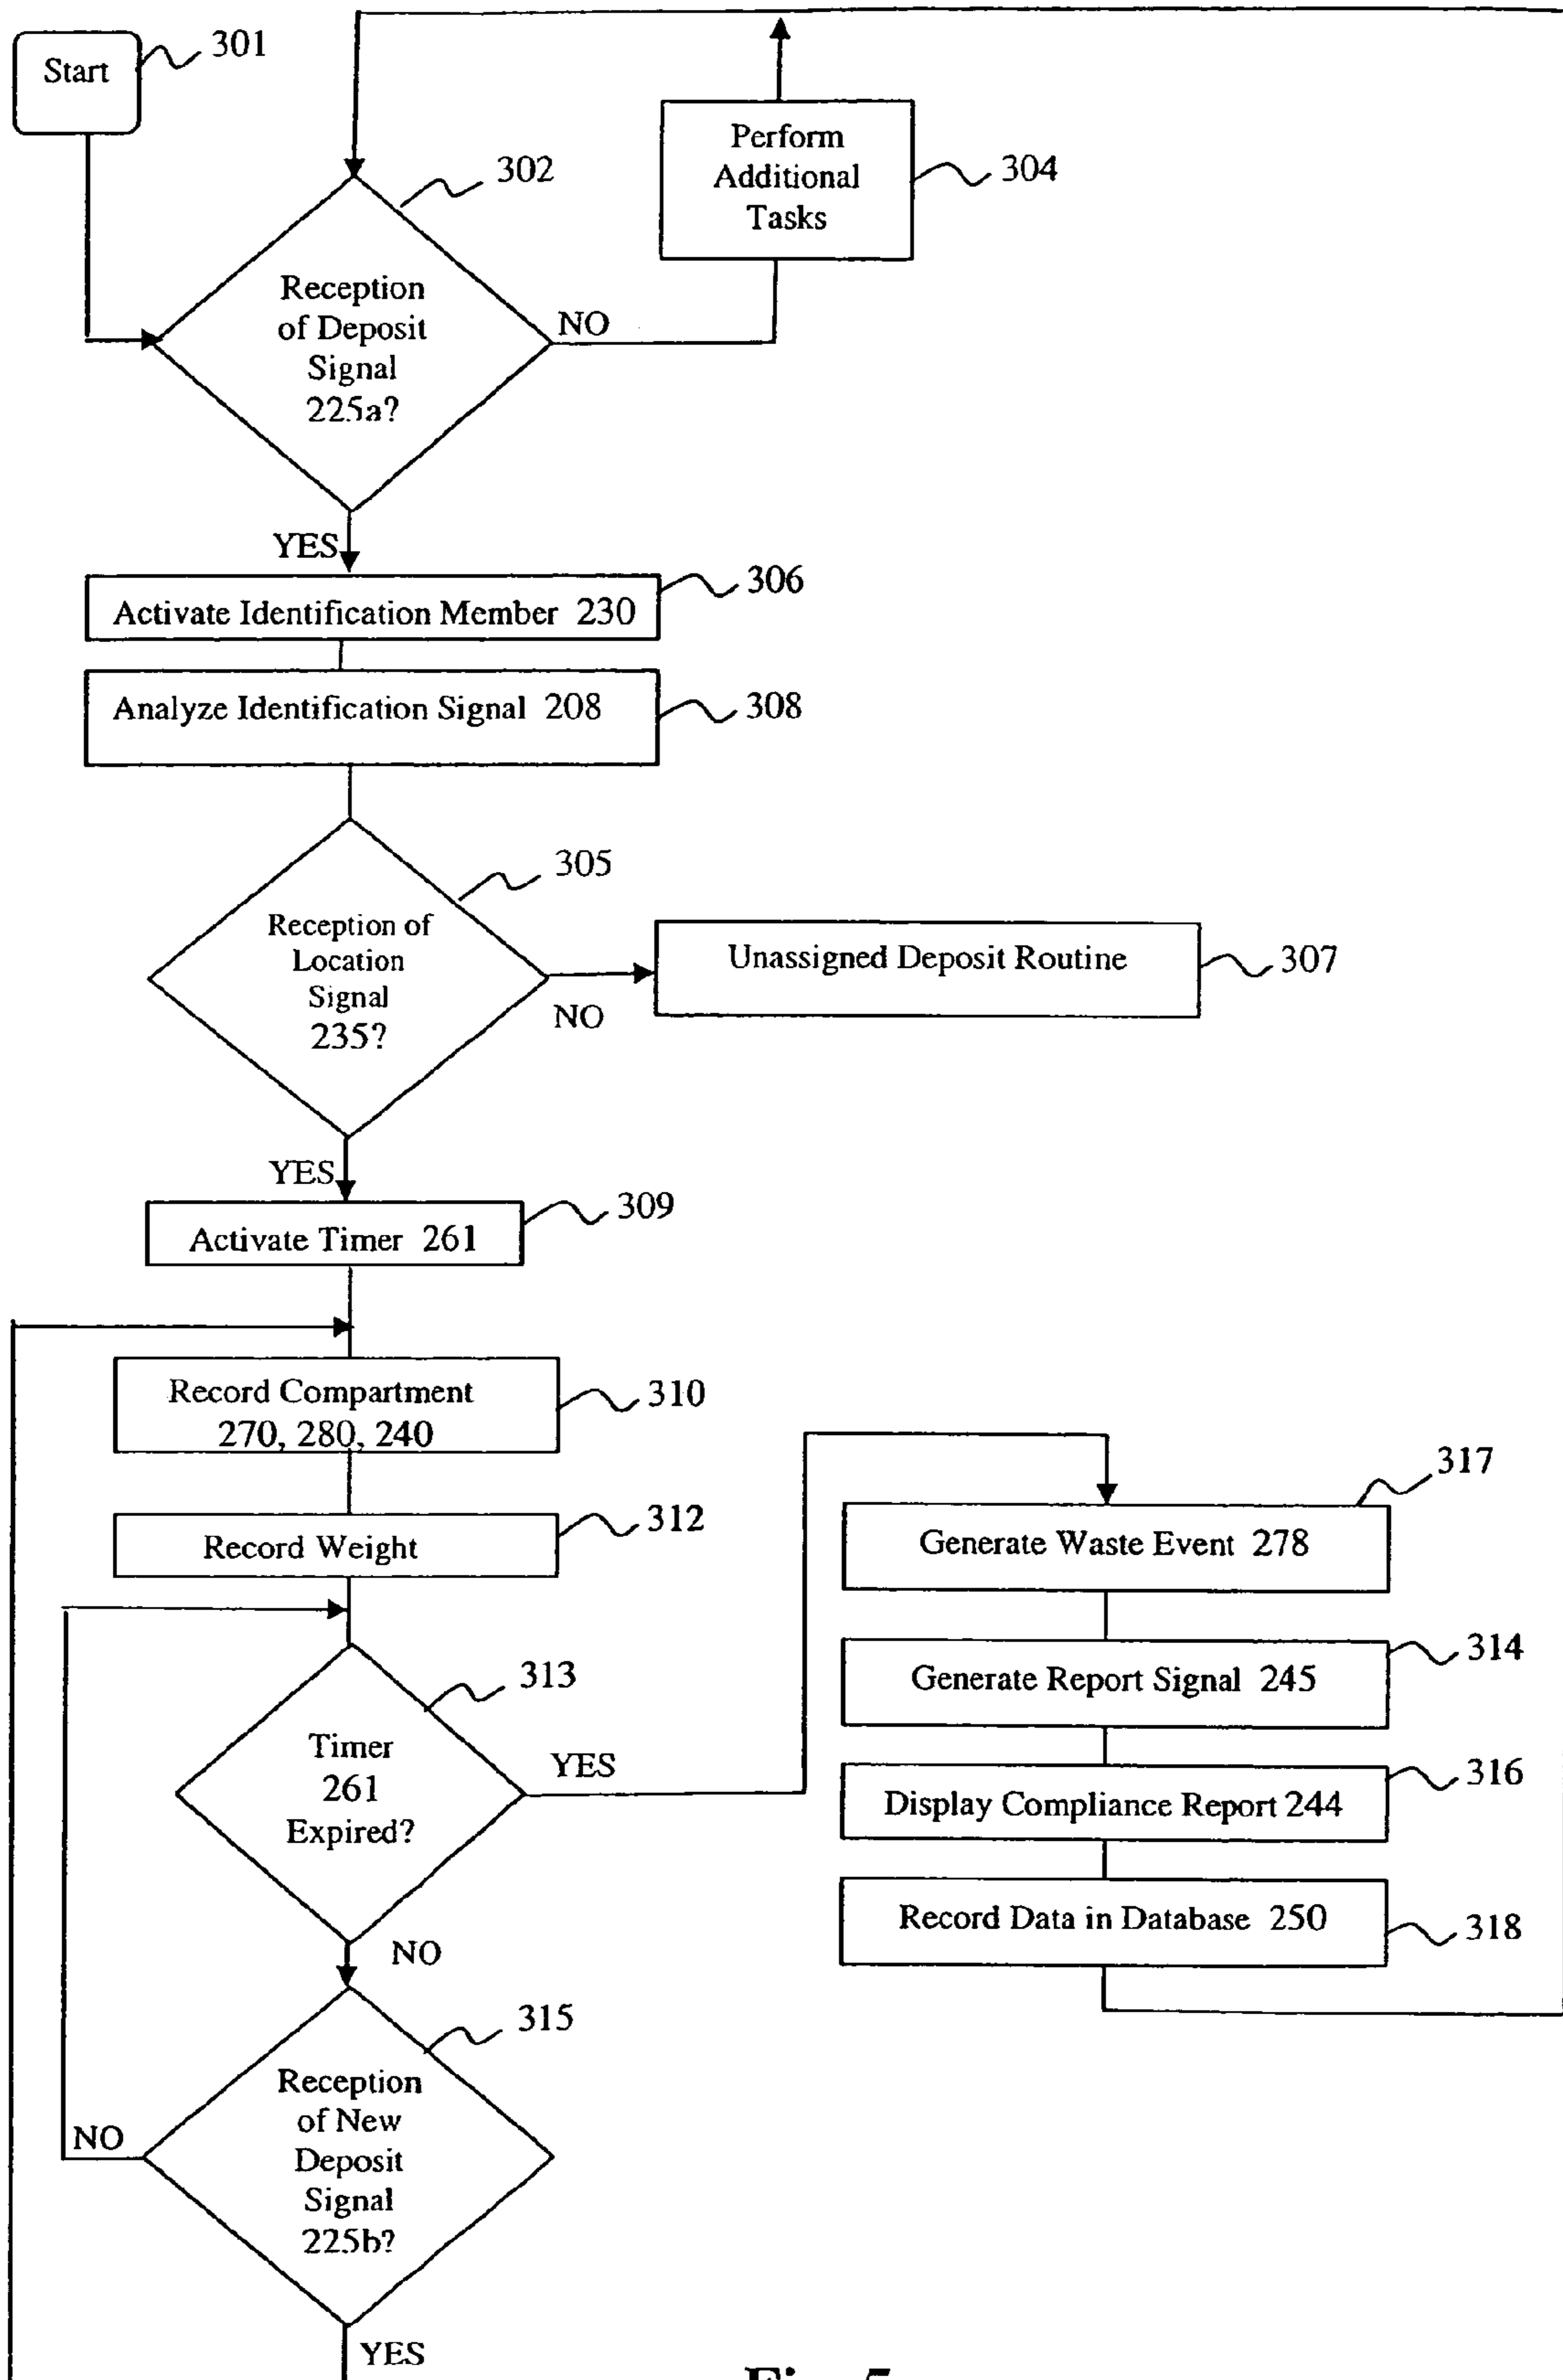 Start
301
302
Perform
Additional
Tasks
304
Reception
of Deposit
Signal
225a?
NO
YES
306
Activate Identification Member 230
Analyze Identification Signal 208
308
305
Reception of
Location
Signal
235?
NO
Unassigned Deposit Routine
307
YES
309
Activate Timer 261
Record Compartment
270, 280, 240
310
Record Weight
312
313
Timer
261
Expired?
YES
NO
317
Generate Waste Event 278
314
Generate Report Signal 245
316
Display Compliance Report 244
Record Data in Database 250
318
315
Reception
of New
Deposit
Signal
225b?
NO
YES